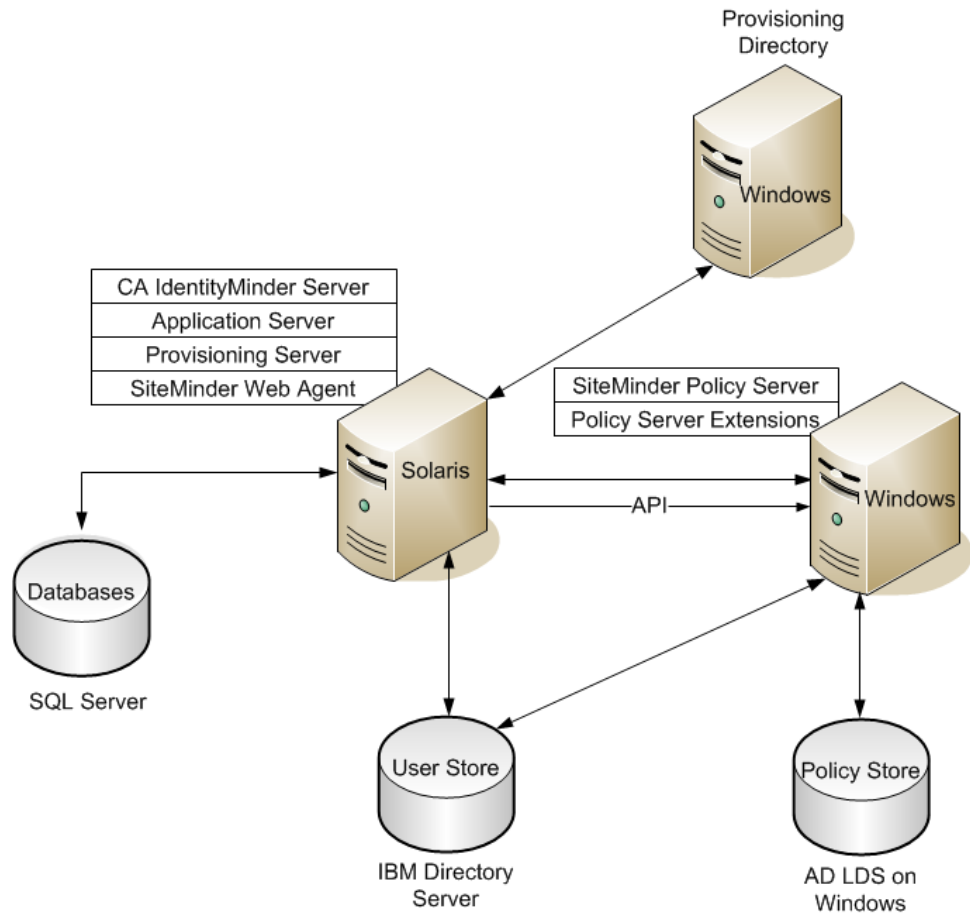 Provisioning
Directory
Windows
CA IdentityMinder Server
Application Server
Provisioning Server
SiteMinder Web Agent
SiteMinder Policy Server
Policy Server Extensions
Solaris
Windows
API
Databases
SQL Server
User Store
Policy Store
IBM Directory
Server
AD LDS on
Windows